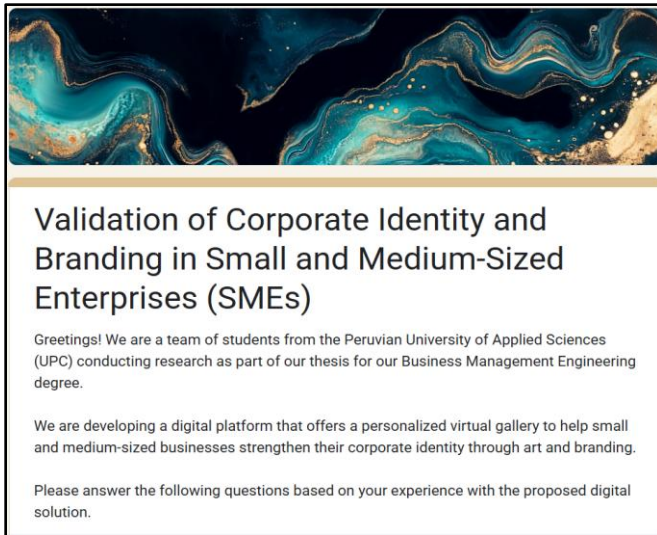 Validation of Corporate Identity and
Branding in Small and Medium-Sized
Enterprises (SMEs)
Greetings! We are a team of students from the Peruvian University of Applied Sciences
(UPC) conducting research as part of our thesis for our Business Management Engineering
degree.
We are developing a digital platform that offers a personalized virtual gallery to help small
and medium-sized businesses strengthen their corporate identity through art and branding.
Please answer the following questions based on your experience with the proposed digital
solution.